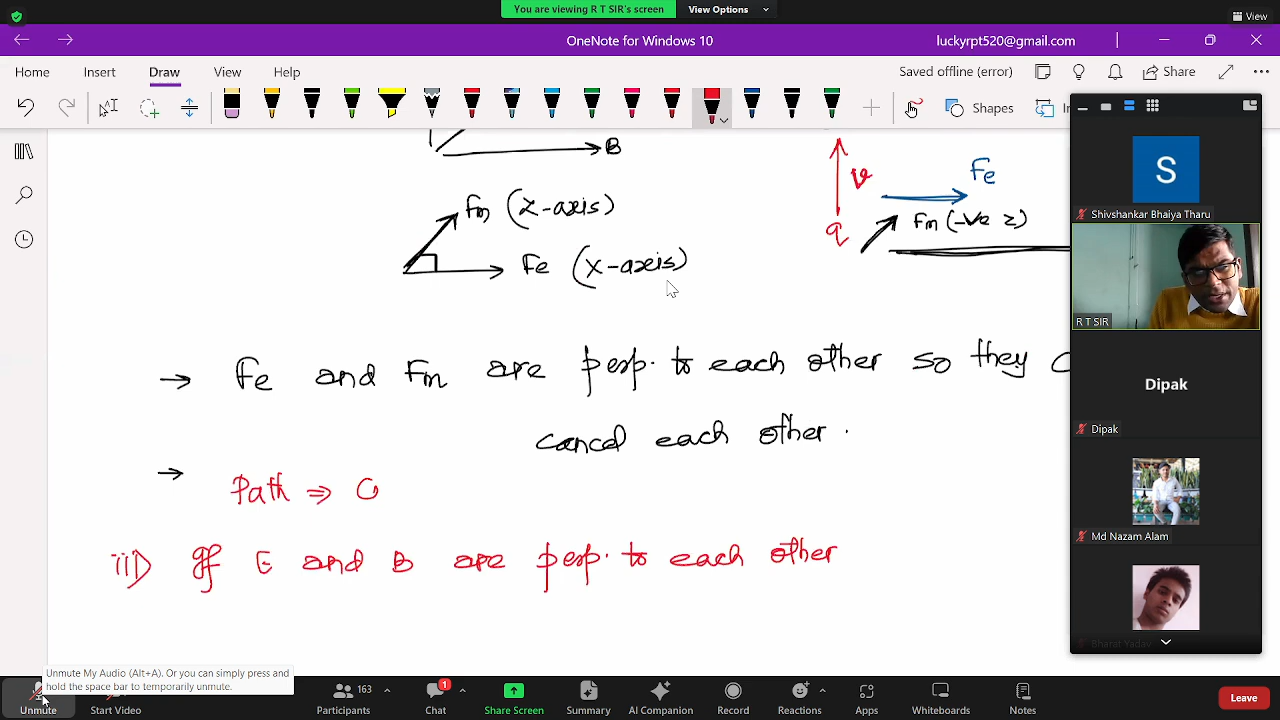 You are viewing R T SIR's screen
View Options
View
OneNote for Windows 10
luckyrpt520@gmail.com
Home
Insert
Draw
View
Help
Saved offline (error)
Share
Shapes
B
Fm (z-axis)
Fe (x-axis)
v
Fe
q
Fm (-ve z)
→ Fe and Fm are perp. to each other so they
cancel each other.
→ Path ⇒
iii) If E and B are perp. to each other
S
Shivshankar Bhaiya Tharu
R T SIR
Dipak
Dipak
Md Nazam Alam
Bharat Yadav
Unmute My Audio (Alt+A). Or you can simply press and
hold the space bar to temporarily unmute.
Unmute
Start Video
163
Participants
1
Chat
Share Screen
Summary
AI Companion
Record
Reactions
Apps
Whiteboards
Notes
Leave